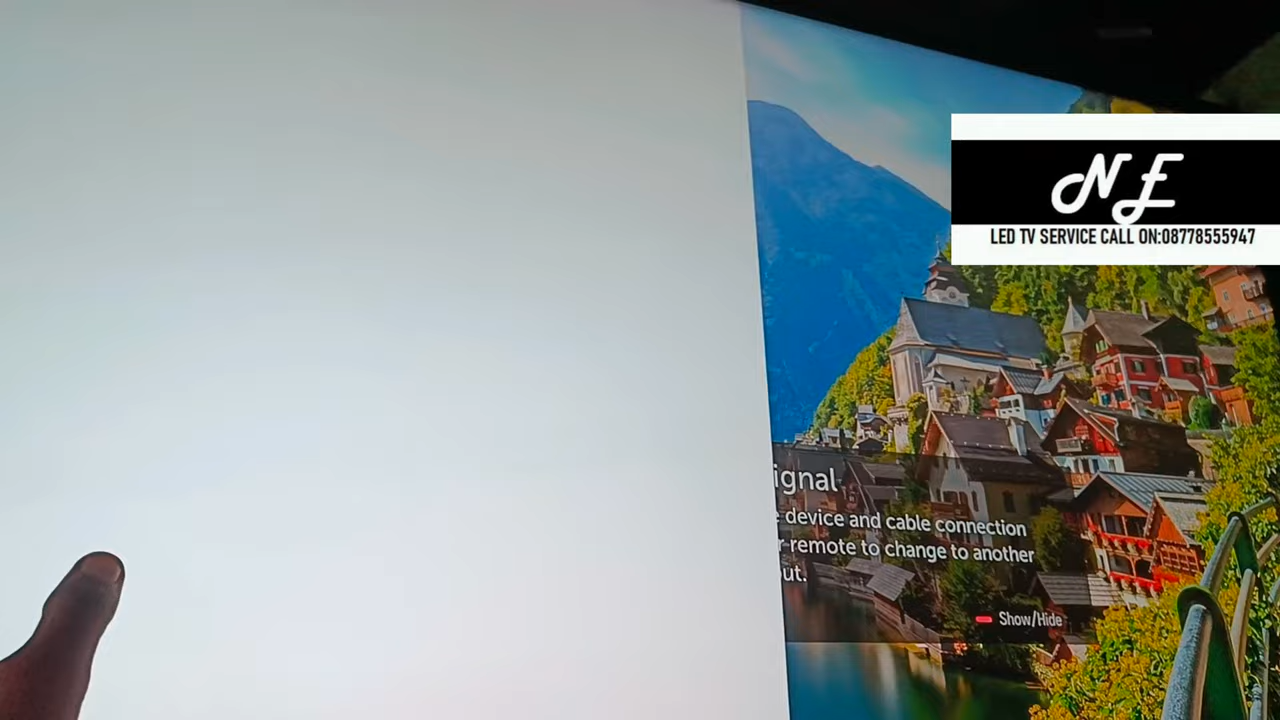 NE
LED TV SERVICE CALL ON:08778555947
ignal
device and cable connection
remote to change to another
ut.
Show/Hide